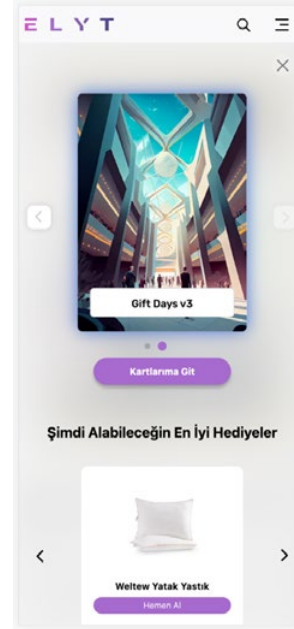 ELYT
Gift Days v3
Kartlarıma Git
Şimdi Alabileceğin En İyi Hediyeler
Weltew Yatak Yastık
Hemen Al